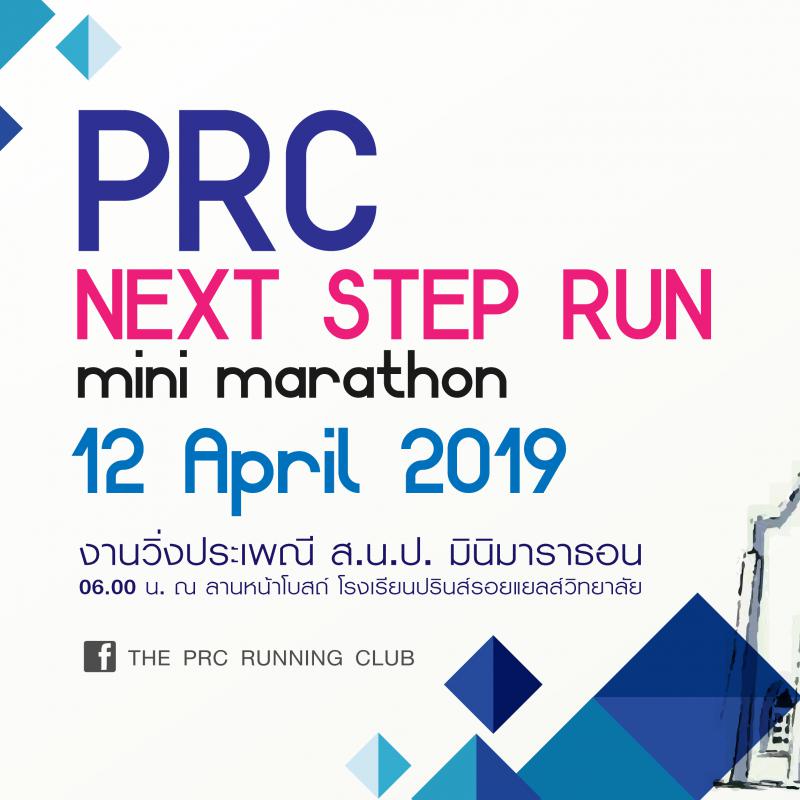 PRC
NEXT STEP RUN
mini marathon
12 April 2019
งานวิ่งประเพณี ส.น.ป. มินิมาราธอน
06.00 น. ณ ลานหน้าโบสถ์ โรงเรียนปรินส์รอยแยลส์วิทยาลัย
f THE PRC RUNNING CLUB